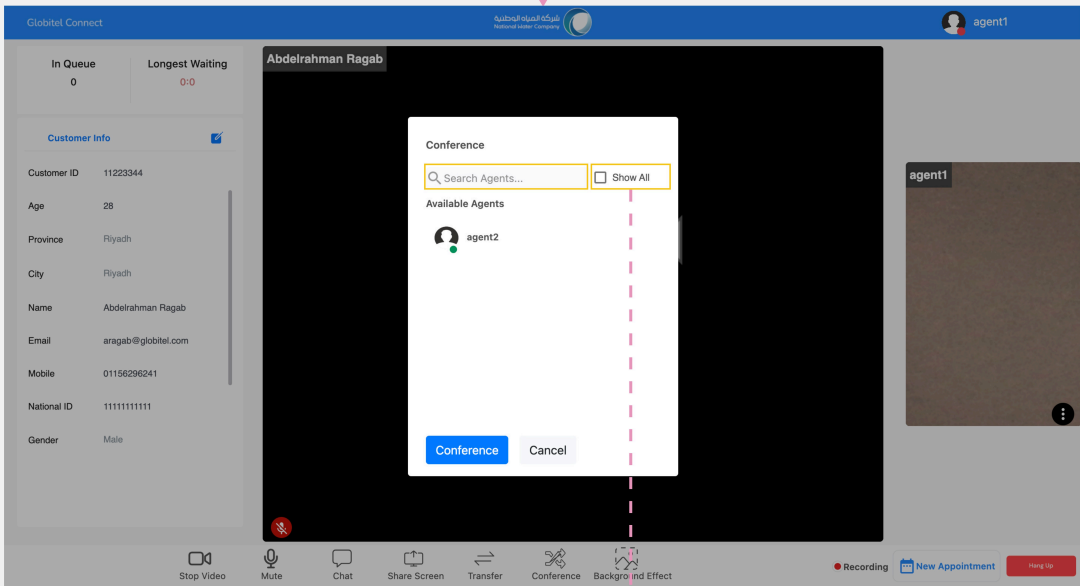 Globitel Connect
شركة المياه الوطنية
National Water Company
agent1
In Queue
0
Longest Waiting
0:0
Customer Info
Customer ID 11223344
Age 28
Province Riyadh
City Riyadh
Name Abdelrahman Ragab
Email aragab@globitel.com
Mobile 01156296241
National ID 11111111111
Gender Male
Abdelrahman Ragab
Conference
Search Agents...
Show All
Available Agents
agent2
Conference
Cancel
agent1
Stop Video
Mute
Chat
Share Screen
Transfer
Conference
Background Effect
Recording
New Appointment
Hang Up